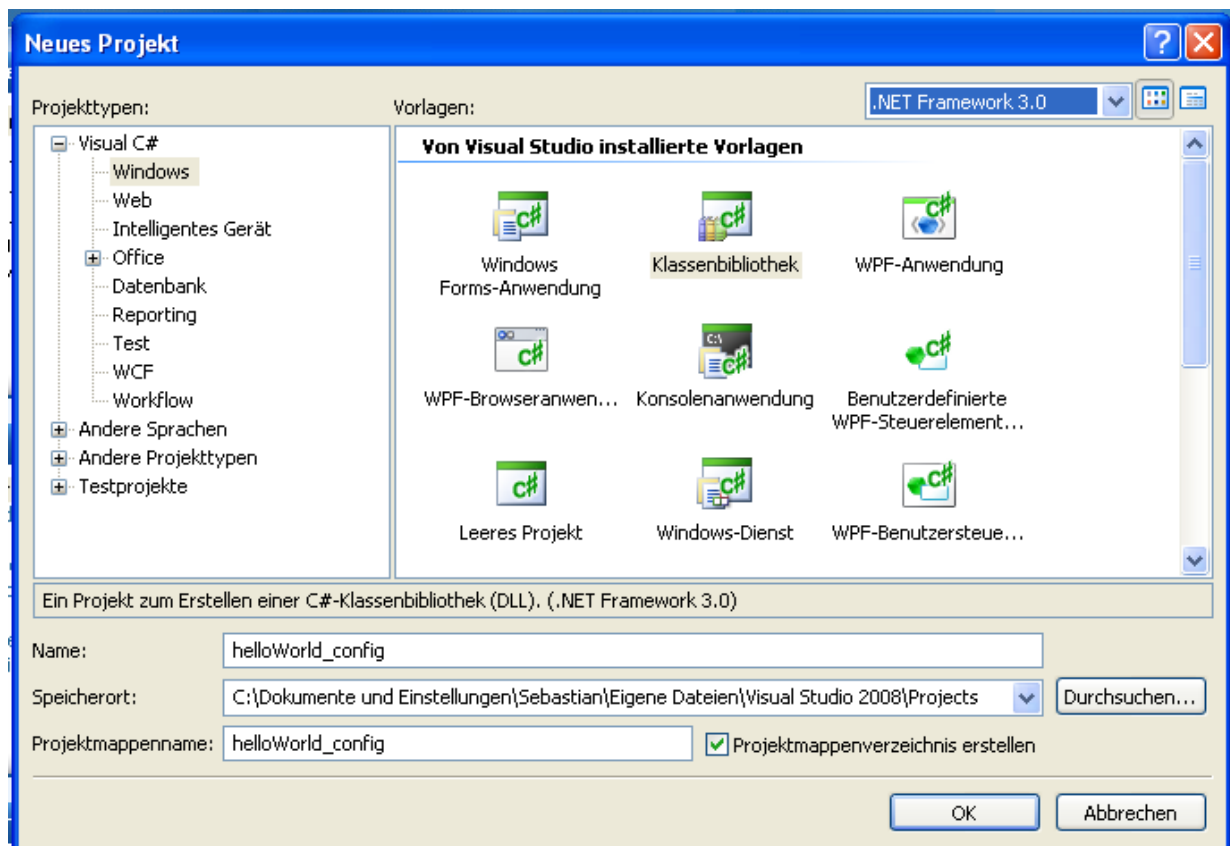 Neues Projekt
Projekttypen:
Vorlagen:
.NET Framework 3.0
Visual C#
Windows
Web
Intelligentes Gerät
Office
Datenbank
Reporting
Test
WCF
Workflow
Andere Sprachen
Andere Projekttypen
Testprojekte
Von Visual Studio installierte Vorlagen
Windows
Forms-Anwendung
Klassenbibliothek
WPF-Anwendung
WPF-Browseranwen...
Konsolenanwendung
Benutzerdefinierte
WPF-Steuerelement...
Leeres Projekt
Windows-Dienst
WPF-Benutzersteue...
Ein Projekt zum Erstellen einer C#-Klassenbibliothek (DLL). (.NET Framework 3.0)
Name:
helloWorld_config
Speicherort:
C:\Dokumente und Einstellungen\Sebastian\Eigene Dateien\Visual Studio 2008\Projects
Durchsuchen...
Projektmappenname:
helloWorld_config
Projektmappenverzeichnis erstellen
OK
Abbrechen